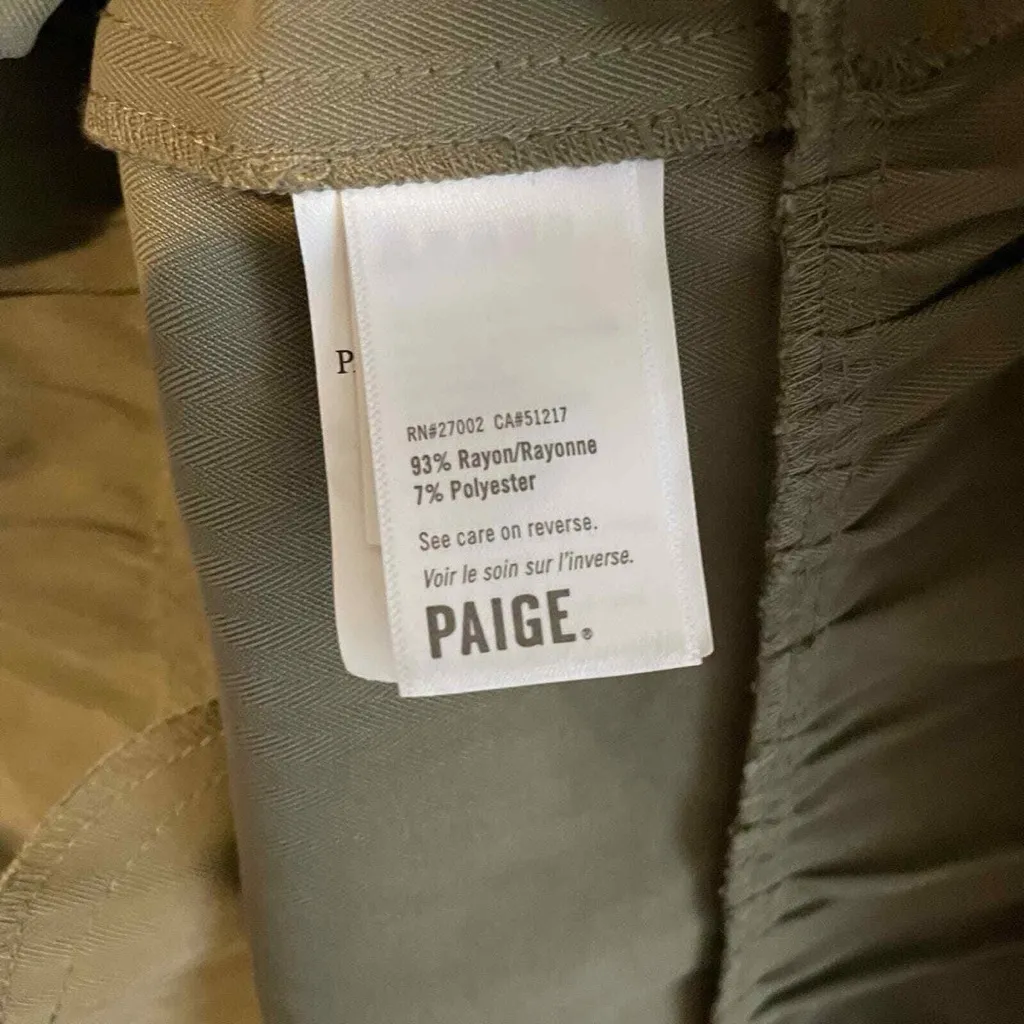 P
RN#27002 CA#51217
93% Rayon/Rayonne
7% Polyester
See care on reverse.
Voir le soin sur l'inverse.
PAIGE®